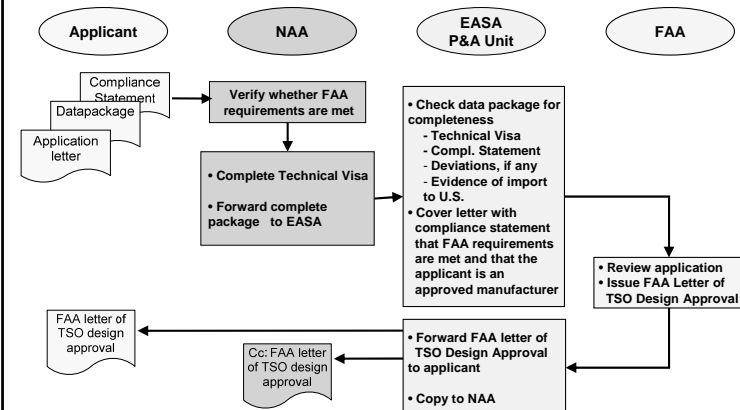 Applicant
NAA
EASA
P&A Unit
FAA
Compliance
Statement
Datapackage
Application
letter
Verify whether FAA
requirements are met
• Complete Technical Visa
• Forward complete
package to EASA
• Check data package for
completeness
- Technical Visa
- Compl. Statement
- Deviations, if any
- Evidence of import
to U.S.
• Cover letter with
compliance statement
that FAA requirements
are met and that the
applicant is an
approved manufacturer
• Review application
• Issue FAA Letter of
TSO Design Approval
FAA letter of
TSO design
approval
Cc: FAA letter
of TSO design
approval
• Forward FAA letter of
TSO Design Approval
to applicant
• Copy to NAA